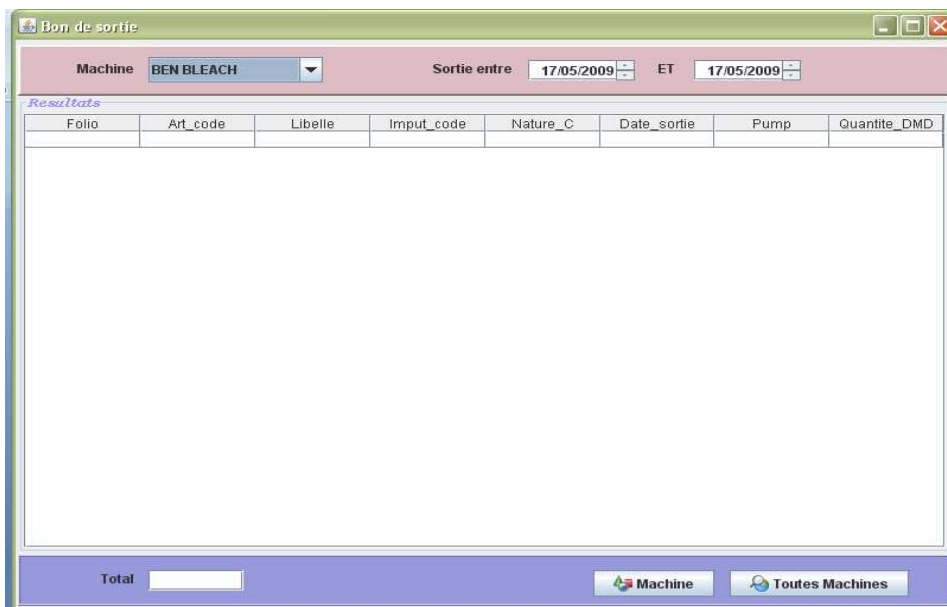 Bon de sortie
Machine BEN BLEACH Sortie entre 17/05/2009 ET 17/05/2009
Resultats
Folio Art_code Libelle Imput_code Nature_C Date_sortie Pump Quantite_DMD
Total Machine Toutes Machines